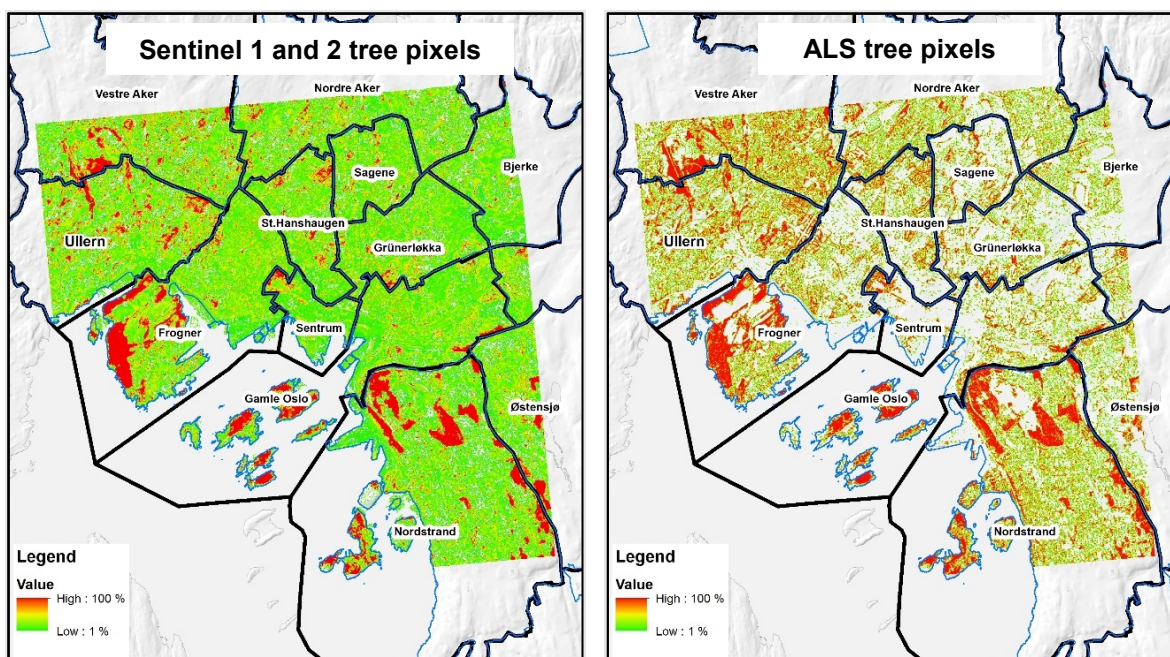 Sentinel 1 and 2 tree pixels
Vestre Aker
Nordre Aker
Bjerke
Sagene
St.Hanshaugen
Ullern
Grünerløkka
Frogner
Sentrum
Gamle Oslo
Østensjø
Nordstrand
Legend
Value
High : 100 %
Low : 1 %
ALS tree pixels
Vestre Aker
Nordre Aker
Bjerke
Sagene
St.Hanshaugen
Ullern
Grünerløkka
Frogner
Sentrum
Gamle Oslo
Østensjø
Nordstrand
Legend
Value
High : 100 %
Low : 1 %